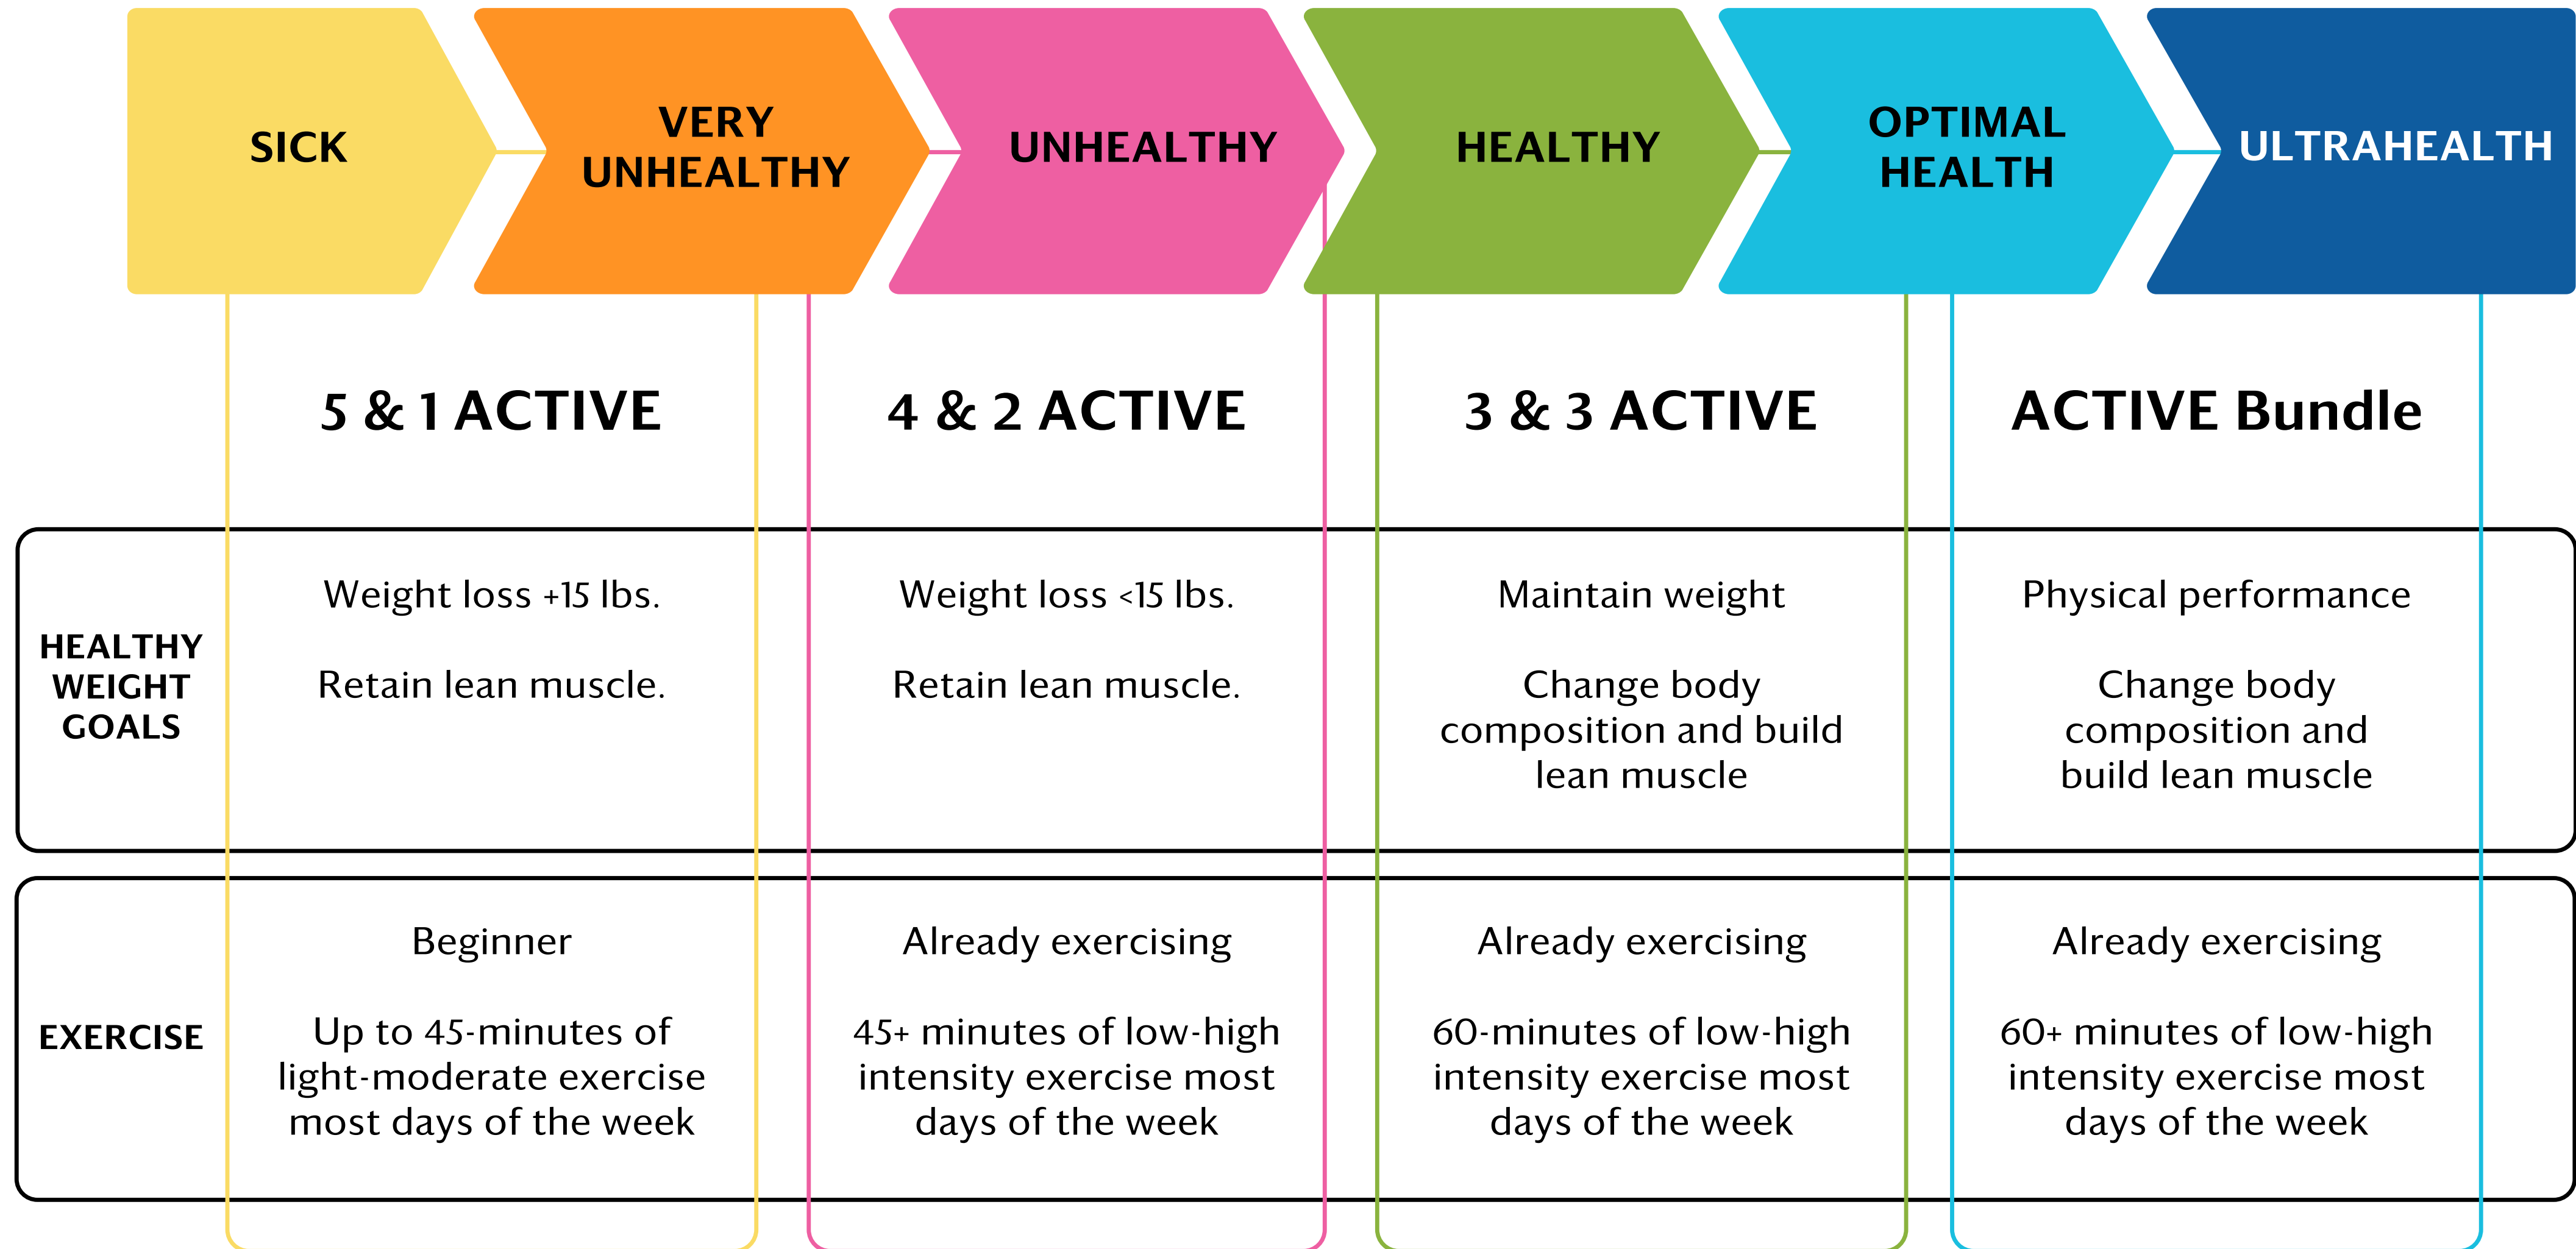 SICK
VERY
UNHEALTHY
UNHEALTHY
HEALTHY
OPTIMAL
HEALTH
ULTRAHEALTH
5 & 1 ACTIVE
4 & 2 ACTIVE
3 & 3 ACTIVE
ACTIVE Bundle
HEALTHY
WEIGHT
GOALS
Weight loss +15 lbs.
Retain lean muscle.
Weight loss <15 lbs.
Retain lean muscle.
Maintain weight
Change body
composition and build
lean muscle
Physical performance
Change body
composition and
build lean muscle
EXERCISE
Beginner
Up to 45-minutes of
light-moderate exercise
most days of the week
Already exercising
45+ minutes of low-high
intensity exercise most
days of the week
Already exercising
60-minutes of low-high
intensity exercise most
days of the week
Already exercising
60+ minutes of low-high
intensity exercise most
days of the week